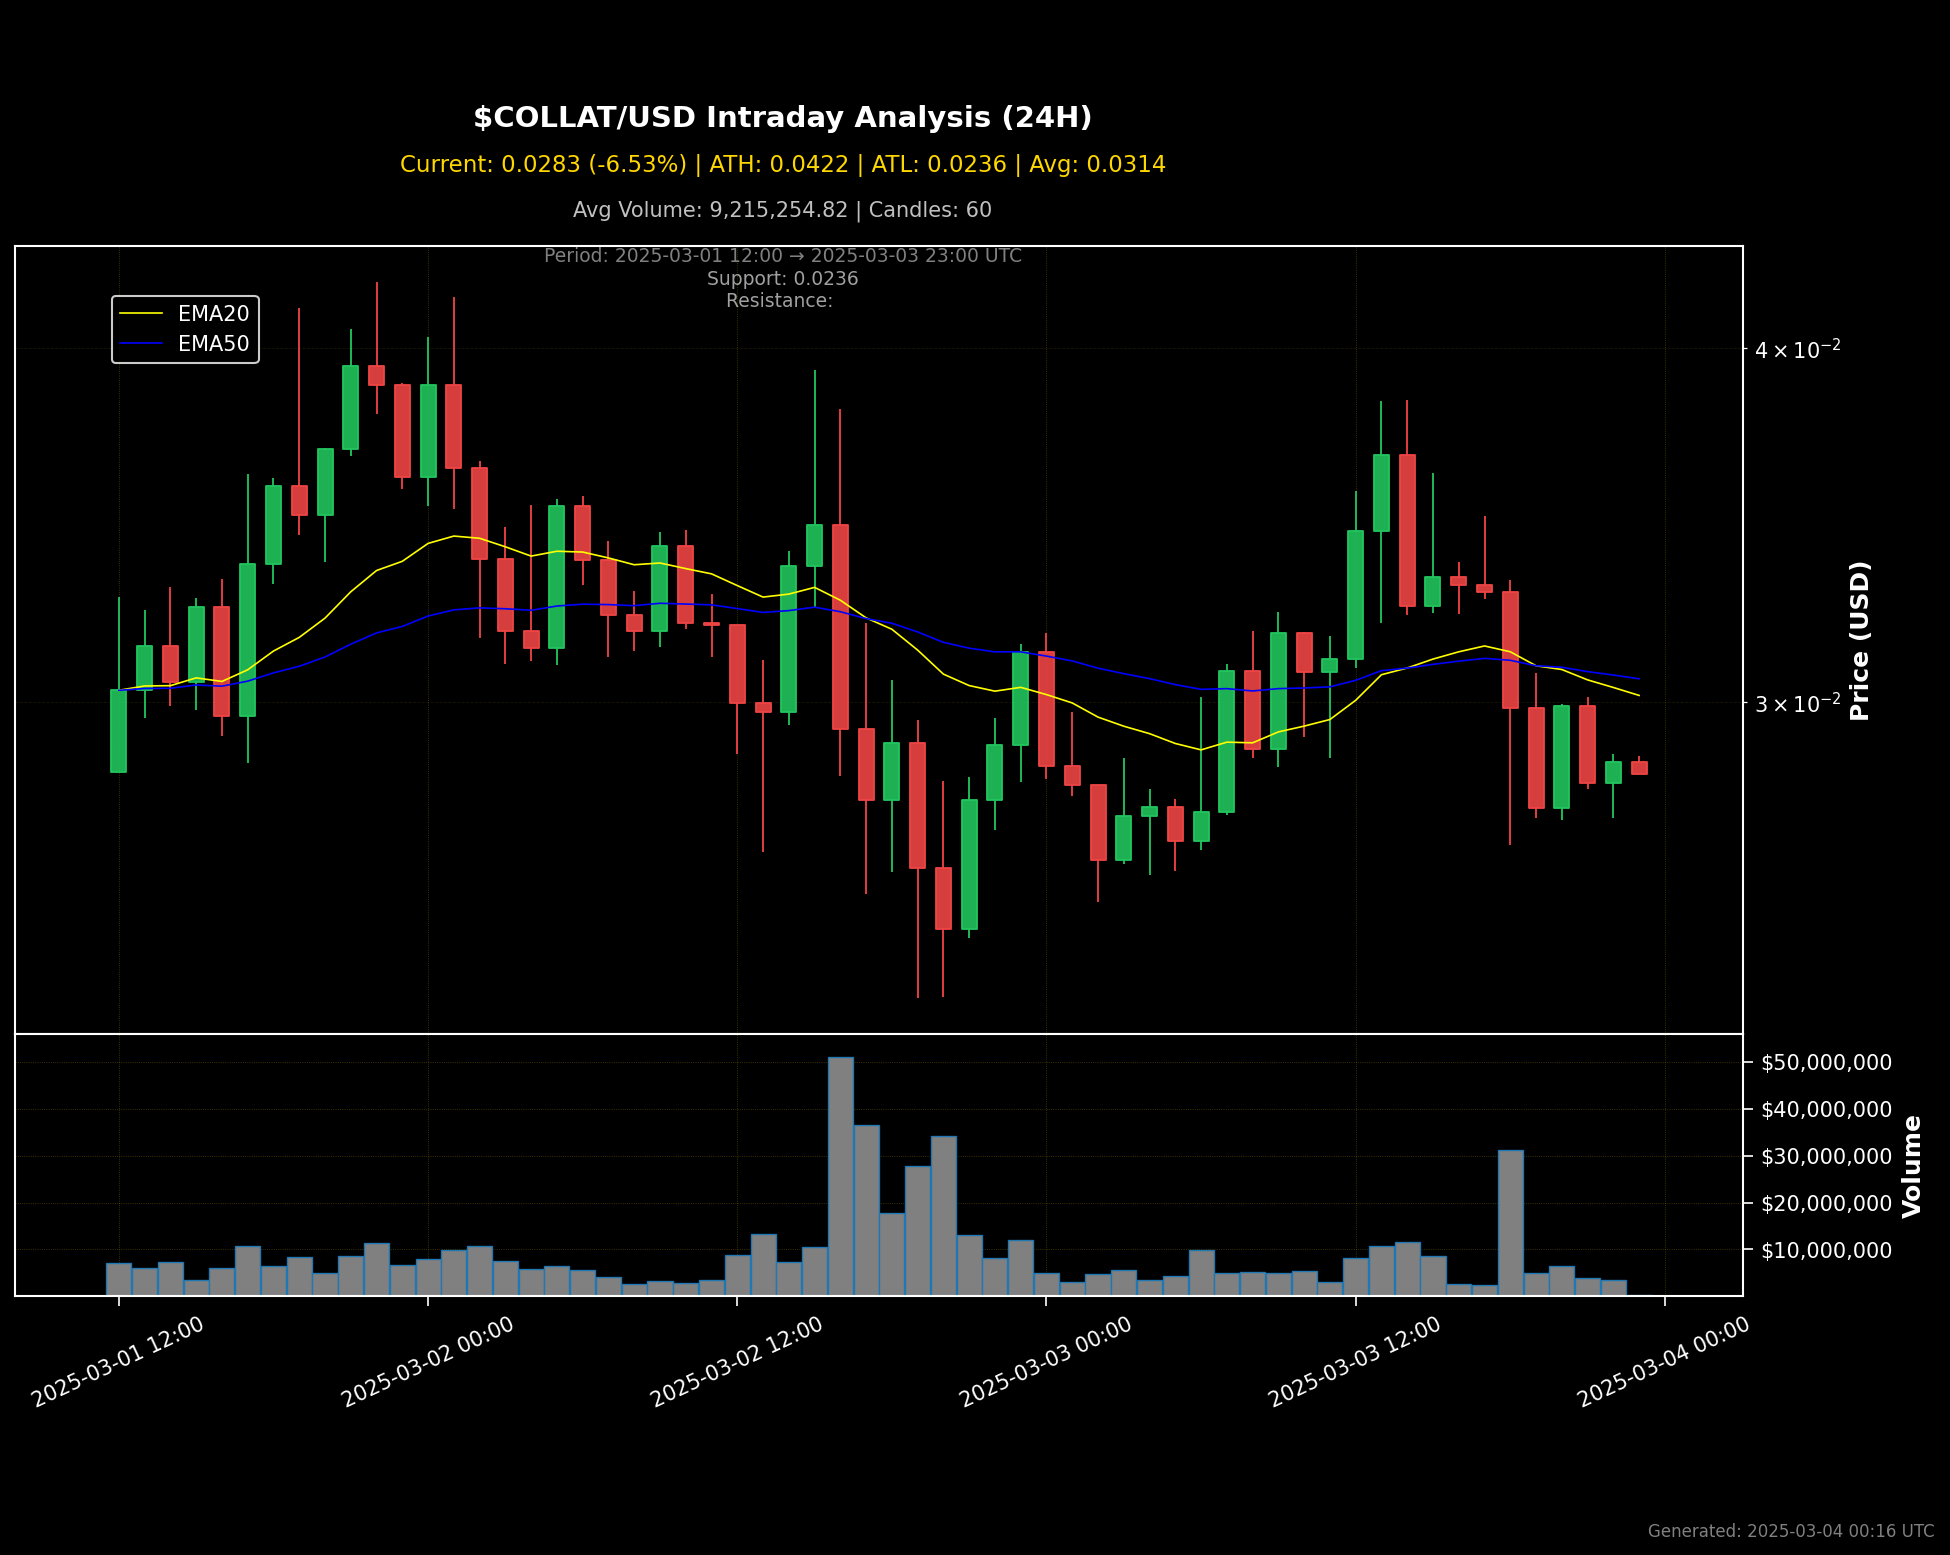 $COLLAT/USD Intraday Analysis (24H)
Current: 0.0283 (-6.53%) | ATH: 0.0422 | ATL: 0.0236 | Avg: 0.0314
Avg Volume: 9,215,254.82 | Candles: 60
Period: 2025-03-01 12:00 → 2025-03-03 23:00 UTC
Support: 0.0236
Resistance:
EMA20
EMA50
4 × 10⁻²
3 × 10⁻²
Price (USD)
$50,000,000
$40,000,000
$30,000,000
$20,000,000
$10,000,000
Volume
2025-03-01 12:00
2025-03-02 00:00
2025-03-02 12:00
2025-03-03 00:00
2025-03-03 12:00
2025-03-04 00:00
Generated: 2025-03-04 00:16 UTC